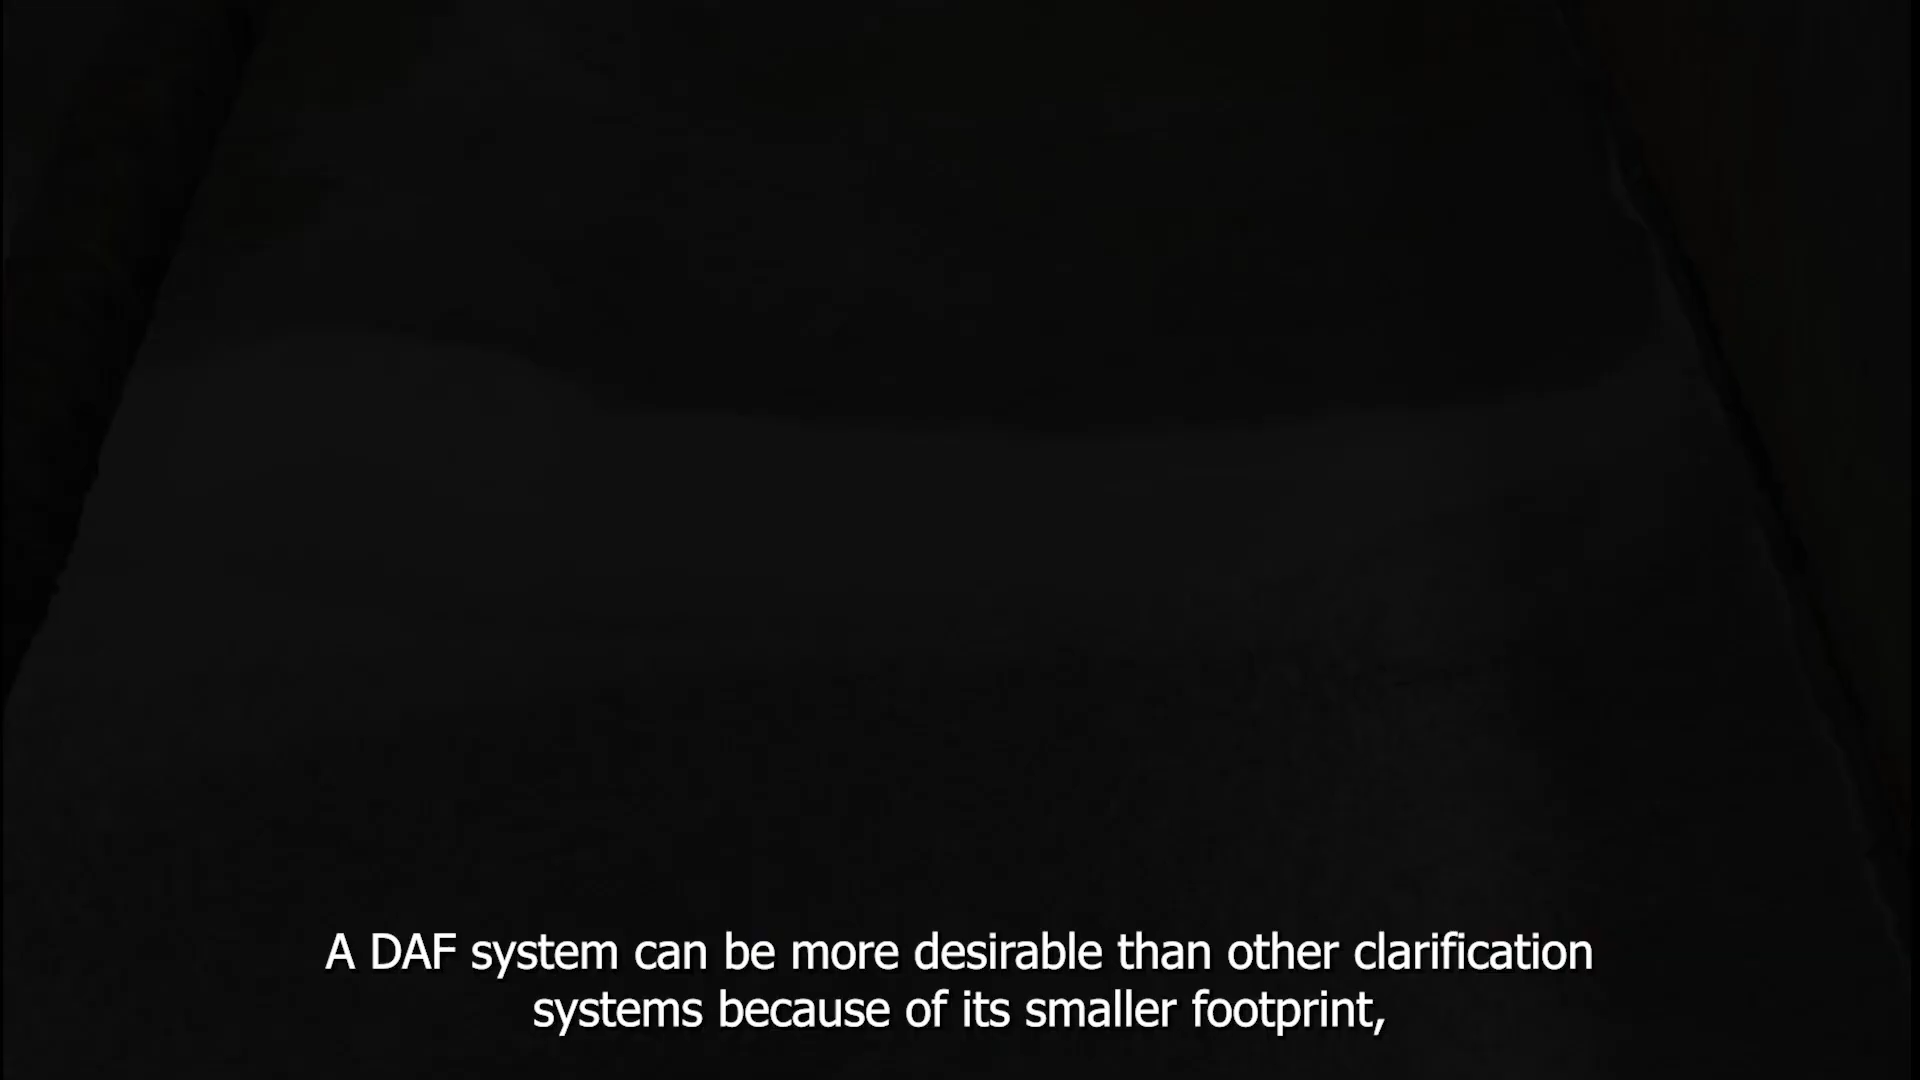 A DAF system can be more desirable than other clarification
systems because of its smaller footprint,